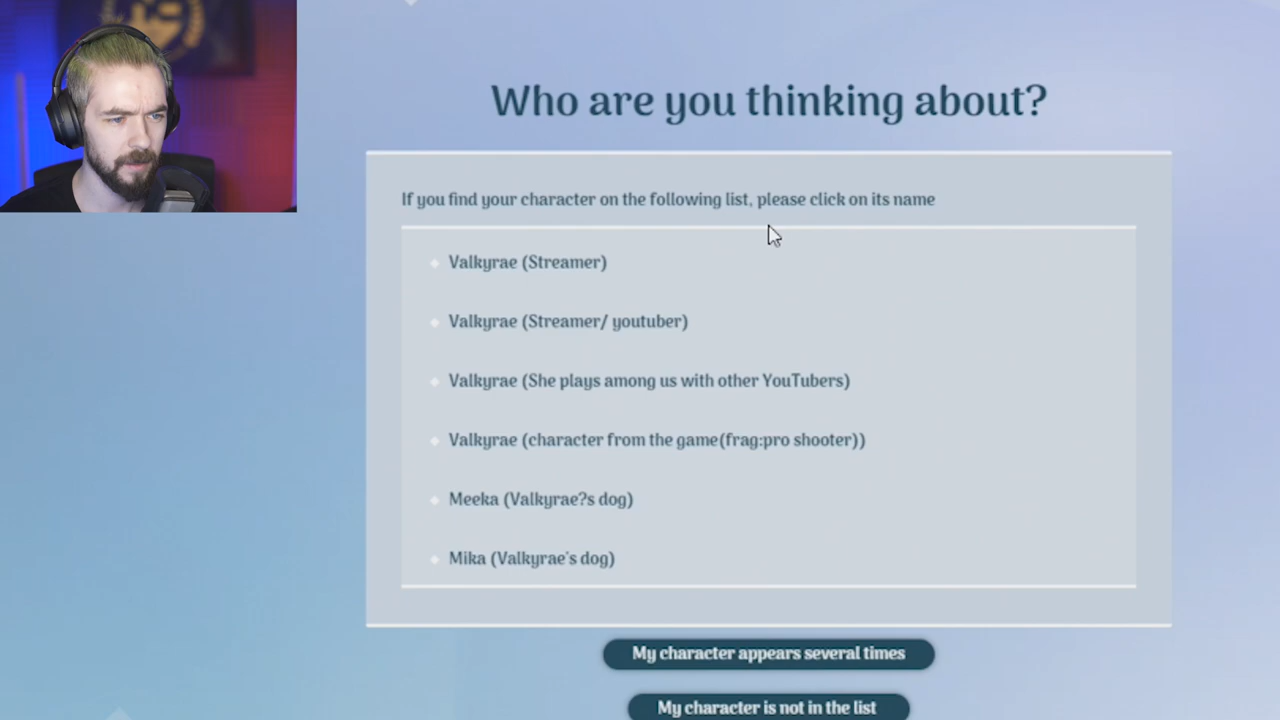 Who are you thinking about?
If you find your character on the following list, please click on its name
Valkyrae (Streamer)
Valkyrae (Streamer/ youtuber)
Valkyrae (She plays among us with other YouTubers)
Valkyrae (character from the game(frag:pro shooter))
Meeka (Valkyrae?s dog)
Mika (Valkyrae's dog)
My character appears several times
My character is not in the list